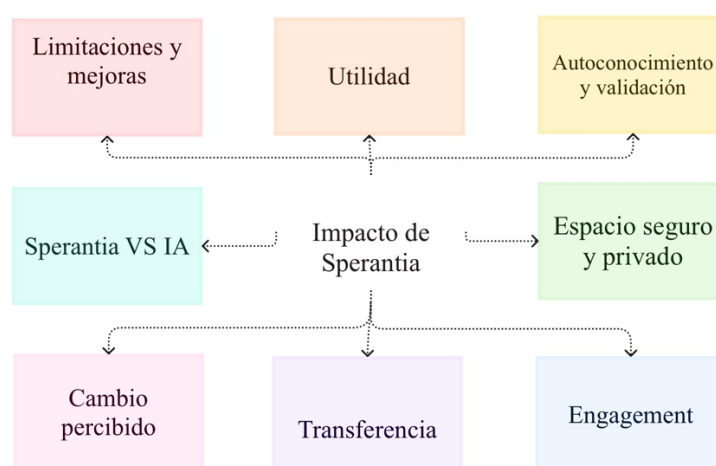 Limitaciones y
mejoras
Utilidad
Autoconocimiento
y validación
Sperantia VS IA
Impacto de
Sperantia
Espacio seguro
y privado
Cambio
percibido
Transferencia
Engagement